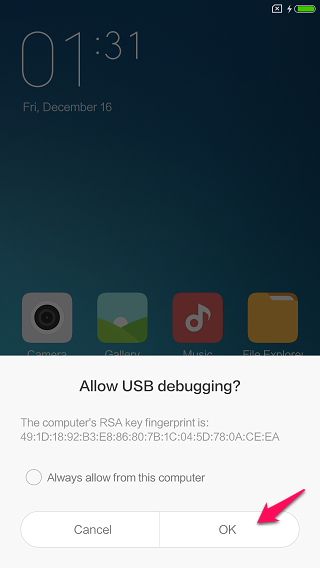 01:31
Fri, December 16
Camera Gallery Music File Explorer
Allow USB debugging?
The computer's RSA key fingerprint is:
49:1D:18:92:B3:E8:86:80:7B:1C:04:5D:78:0A:CE:EA
Always allow from this computer
Cancel OK